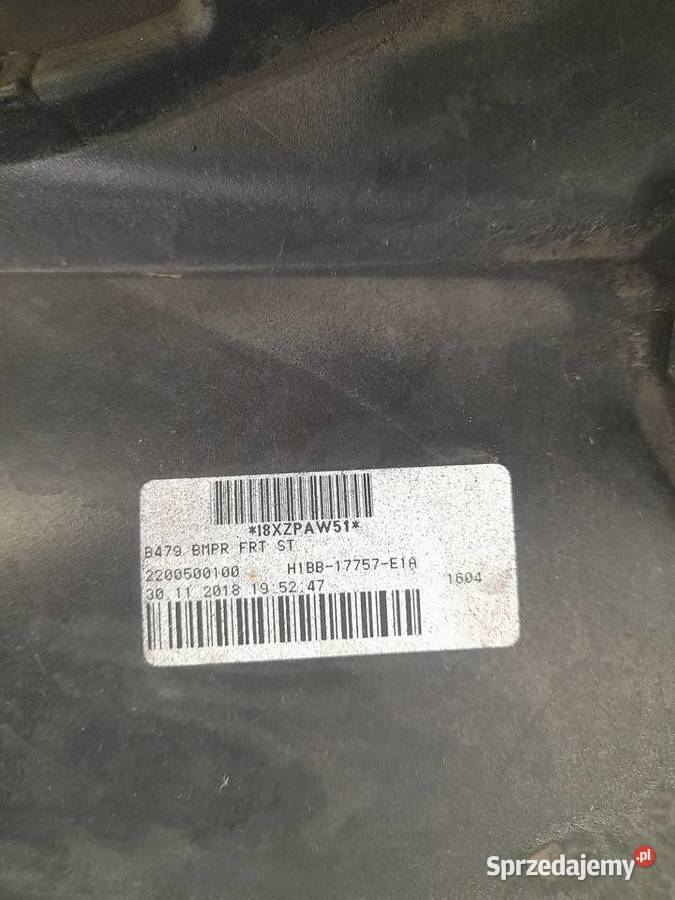 *I8XZPAW51*
B479 BMPR FRT ST
2200500100 H1BB-17757-E1A
30.11.2018 19:52:47 1604
Sprzedajemy.pl